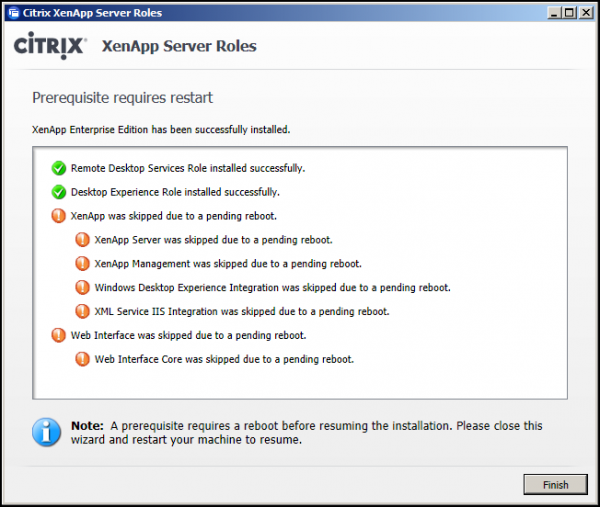 Citrix XenApp Server Roles
CİTRIX® XenApp Server Roles
Prerequisite requires restart
XenApp Enterprise Edition has been successfully installed.
Remote Desktop Services Role installed successfully.
Desktop Experience Role installed successfully.
XenApp was skipped due to a pending reboot.
XenApp Server was skipped due to a pending reboot.
XenApp Management was skipped due to a pending reboot.
Windows Desktop Experience Integration was skipped due to a pending reboot.
XML Service IIS Integration was skipped due to a pending reboot.
Web Interface was skipped due to a pending reboot.
Web Interface Core was skipped due to a pending reboot.
Note: A prerequisite requires a reboot before resuming the installation. Please close this
wizard and restart your machine to resume.
Finish